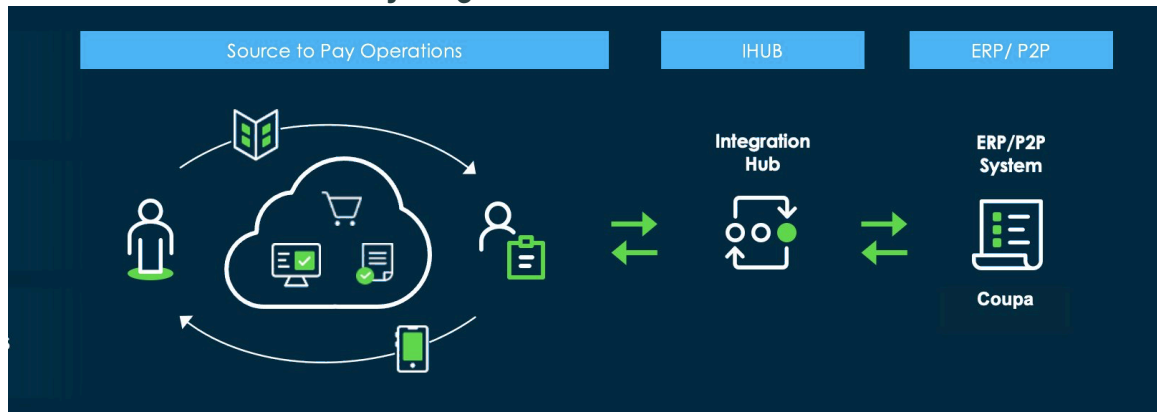 Source to Pay Operations
IHUB
ERP/ P2P
Integration
Hub
ERP/P2P
System
Coupa
s